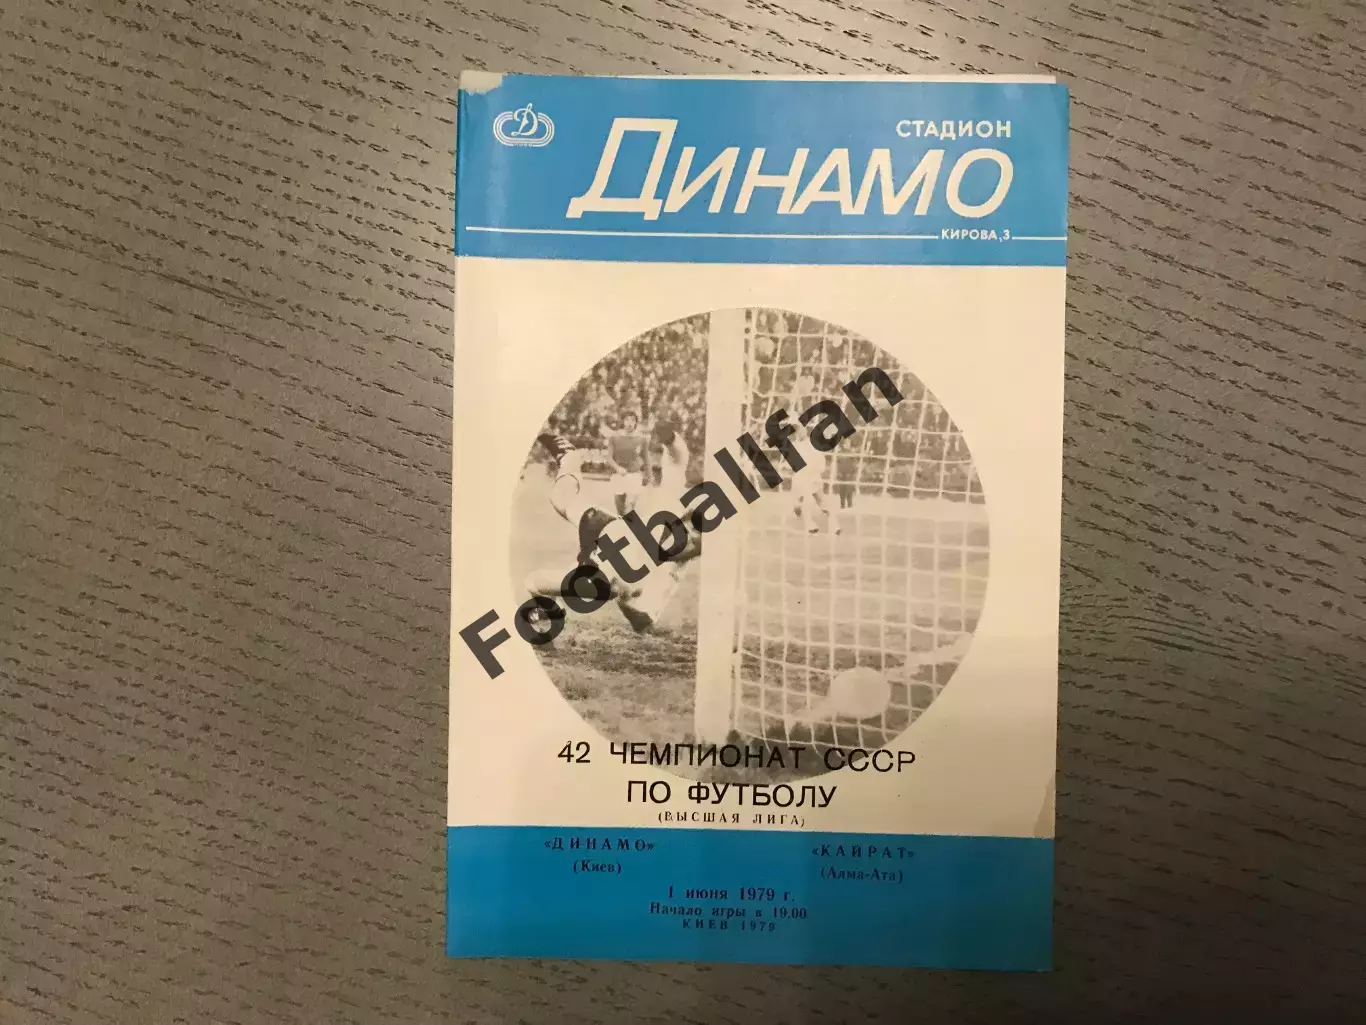 Д
СТАДИОН
ДИНАМО
КИРОВА,3
Footballfan
42 ЧЕМПИОНАТ СССР
ПО ФУТБОЛУ
(ВЫСШАЯ ЛИГА)
«ДИНАМО» «КАЙРАТ»
(Киев) (Алма-Ата)
1 июня 1979 г.
Начало игры в 19.00
КИЕВ 1979